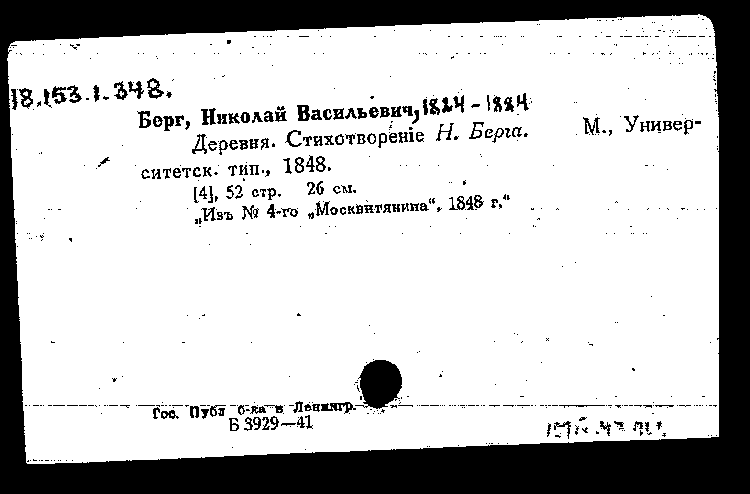 18.153.1.348.
Берг, Николай Васильевич, 1824-1884
Деревня. Стихотвореніе Н. Берга. М., Универ-
ситетск. тип., 1848.
[4], 52 стр. 26 см.
„Изъ № 4-го „Москвитянина“, 1848 г.“
Гос. Публ б-ка в Ленингр.
Б 3929—41